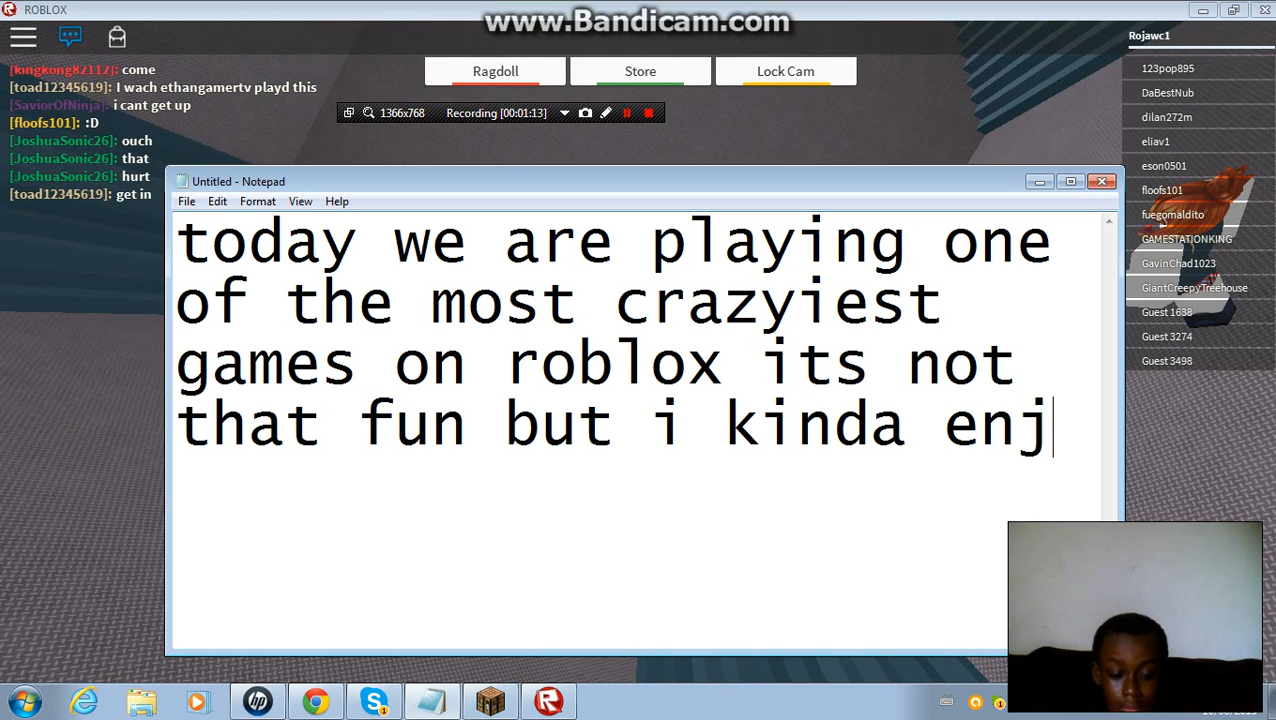 ROBLOX
www.Bandicam.com
Rojawc1
Ragdoll
Store
Lock Cam
[kingkong82112]: come
[toad12345619]: I wach ethangamertv playd this
[SaviorOfNinja]: i cant get up
[floofs101]: :D
[JoshuaSonic26]: ouch
[JoshuaSonic26]: that
[JoshuaSonic26]: hurt
[toad12345619]: get in
1366x768
Recording [00:01:13]
123pop895
DaBestNub
dilan272m
eliav1
eson0501
floofs101
fuegomaldito
GAMESTATIONKING
GavinChad1023
GiantCreepyTreehouse
Guest 1638
Guest 3274
Guest 3498
Untitled - Notepad
File Edit Format View Help
today we are playing one
of the most crazyiest
games on roblox its not
that fun but i kinda enj